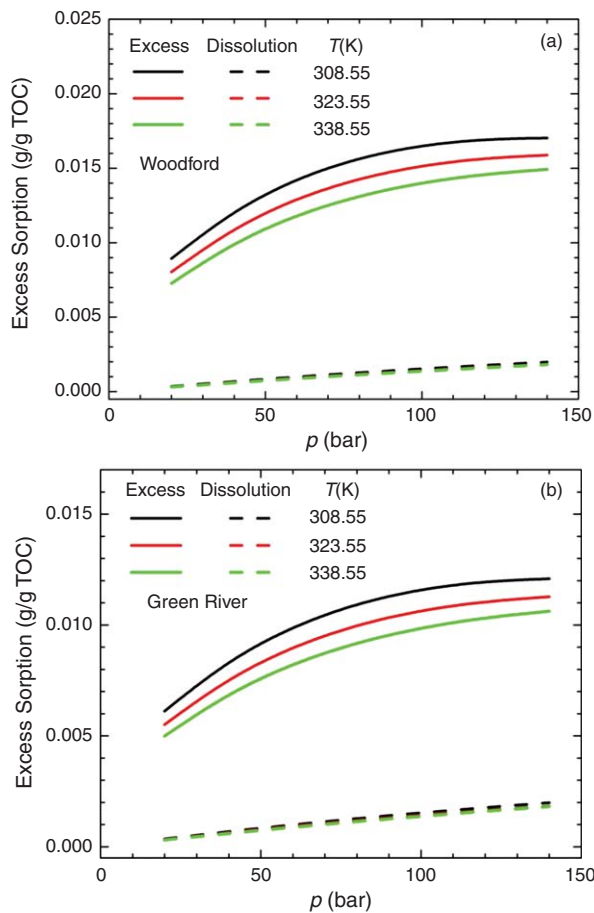 0.025
0.020
0.015
0.010
0.005
0.000
Excess Sorption (g/g TOC)
Excess Dissolution T(K) (a)
308.55
323.55
338.55
Woodford
0 50 100 150
p (bar)
0.015
0.010
0.005
0.000
Excess Sorption (g/g TOC)
Excess Dissolution T(K) (b)
308.55
323.55
338.55
Green River
0 50 100 150
p (bar)